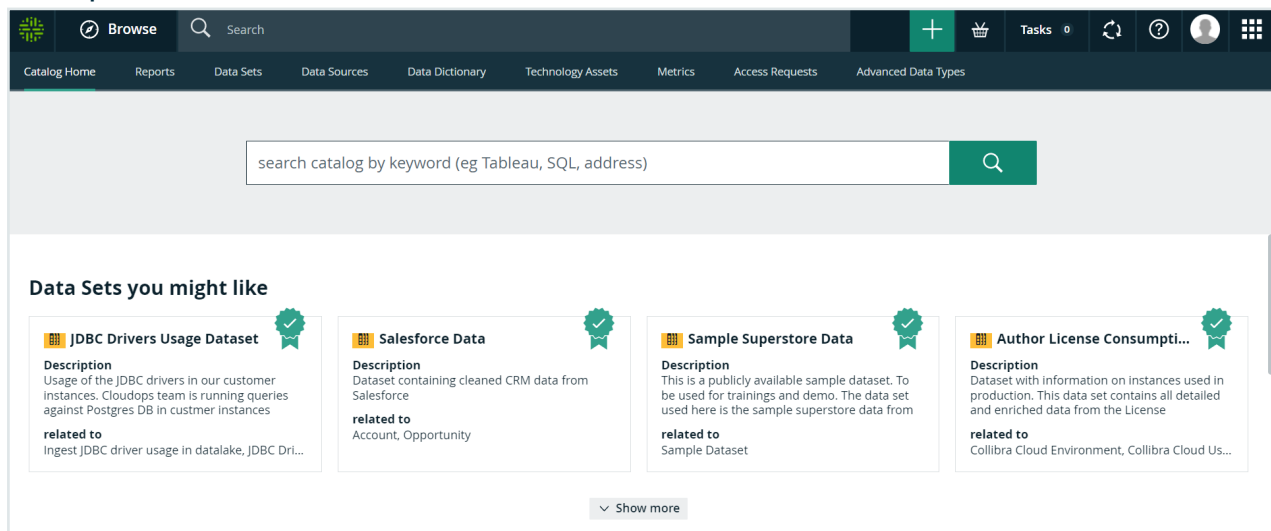 Browse
Search
Tasks 0
Catalog Home
Reports
Data Sets
Data Sources
Data Dictionary
Technology Assets
Metrics
Access Requests
Advanced Data Types
search catalog by keyword (eg Tableau, SQL, address)
Data Sets you might like
JDBC Drivers Usage Dataset
Description
Usage of the JDBC drivers in our customer
instances. Cloudops team is running queries
against Postgres DB in custmer instances
related to
Ingest JDBC driver usage in datalake, JDBC Dri...
Salesforce Data
Description
Dataset containing cleaned CRM data from
Salesforce
related to
Account, Opportunity
Sample Superstore Data
Description
This is a publicly available sample dataset. To
be used for trainings and demo. The data set
used here is the sample superstore data from
related to
Sample Dataset
Author License Consumpti...
Description
Dataset with information on instances used in
production. This data set contains all detailed
and enriched data from the License
related to
Collibra Cloud Environment, Collibra Cloud Us...
Show more